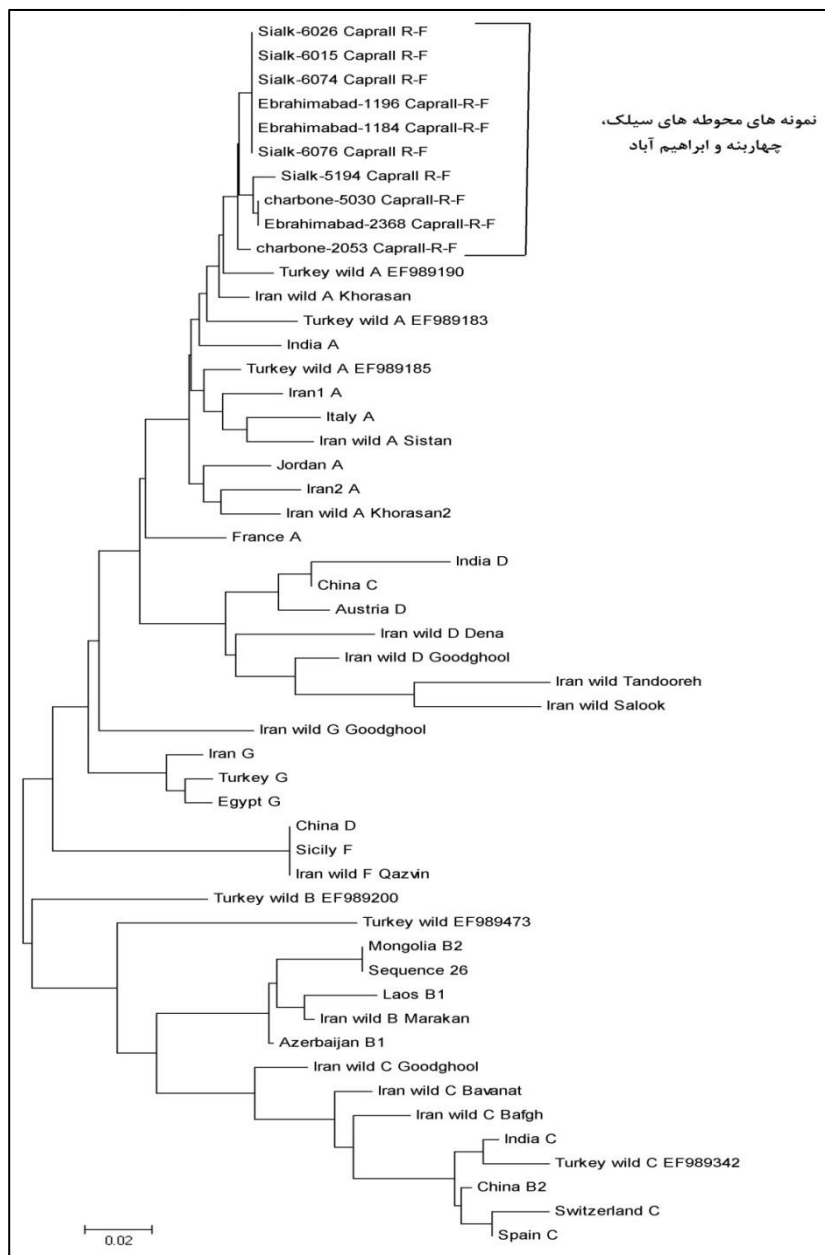 Sialk-6026 Caprall R-F
Sialk-6015 Caprall R-F
Sialk-6074 Caprall R-F
Ebrahimabad-1196 Caprall-R-F
Ebrahimabad-1184 Caprall-R-F
Sialk-6076 Caprall R-F
Sialk-5194 Caprall R-F
charbone-5030 Caprall-R-F
Ebrahimabad-2368 Caprall-R-F
charbone-2053 Caprall-R-F
نمونه های محوطه های سیلک،
چهاربنه و ابراهیم آباد
Turkey wild A EF989190
Iran wild A Khorasan
Turkey wild A EF989183
India A
Turkey wild A EF989185
Iran1 A
Italy A
Iran wild A Sistan
Jordan A
Iran2 A
Iran wild A Khorasan2
France A
India D
China C
Austria D
Iran wild D Dena
Iran wild D Goodghool
Iran wild Tandooreh
Iran wild Salook
Iran wild G Goodghool
Iran G
Turkey G
Egypt G
China D
Sicily F
Iran wild F Qazvin
Turkey wild B EF989200
Turkey wild EF989473
Mongolia B2
Sequence 26
Laos B1
Iran wild B Marakan
Azerbaijan B1
Iran wild C Goodghool
Iran wild C Bavanat
Iran wild C Bafgh
India C
Turkey wild C EF989342
China B2
Switzerland C
Spain C
0.02